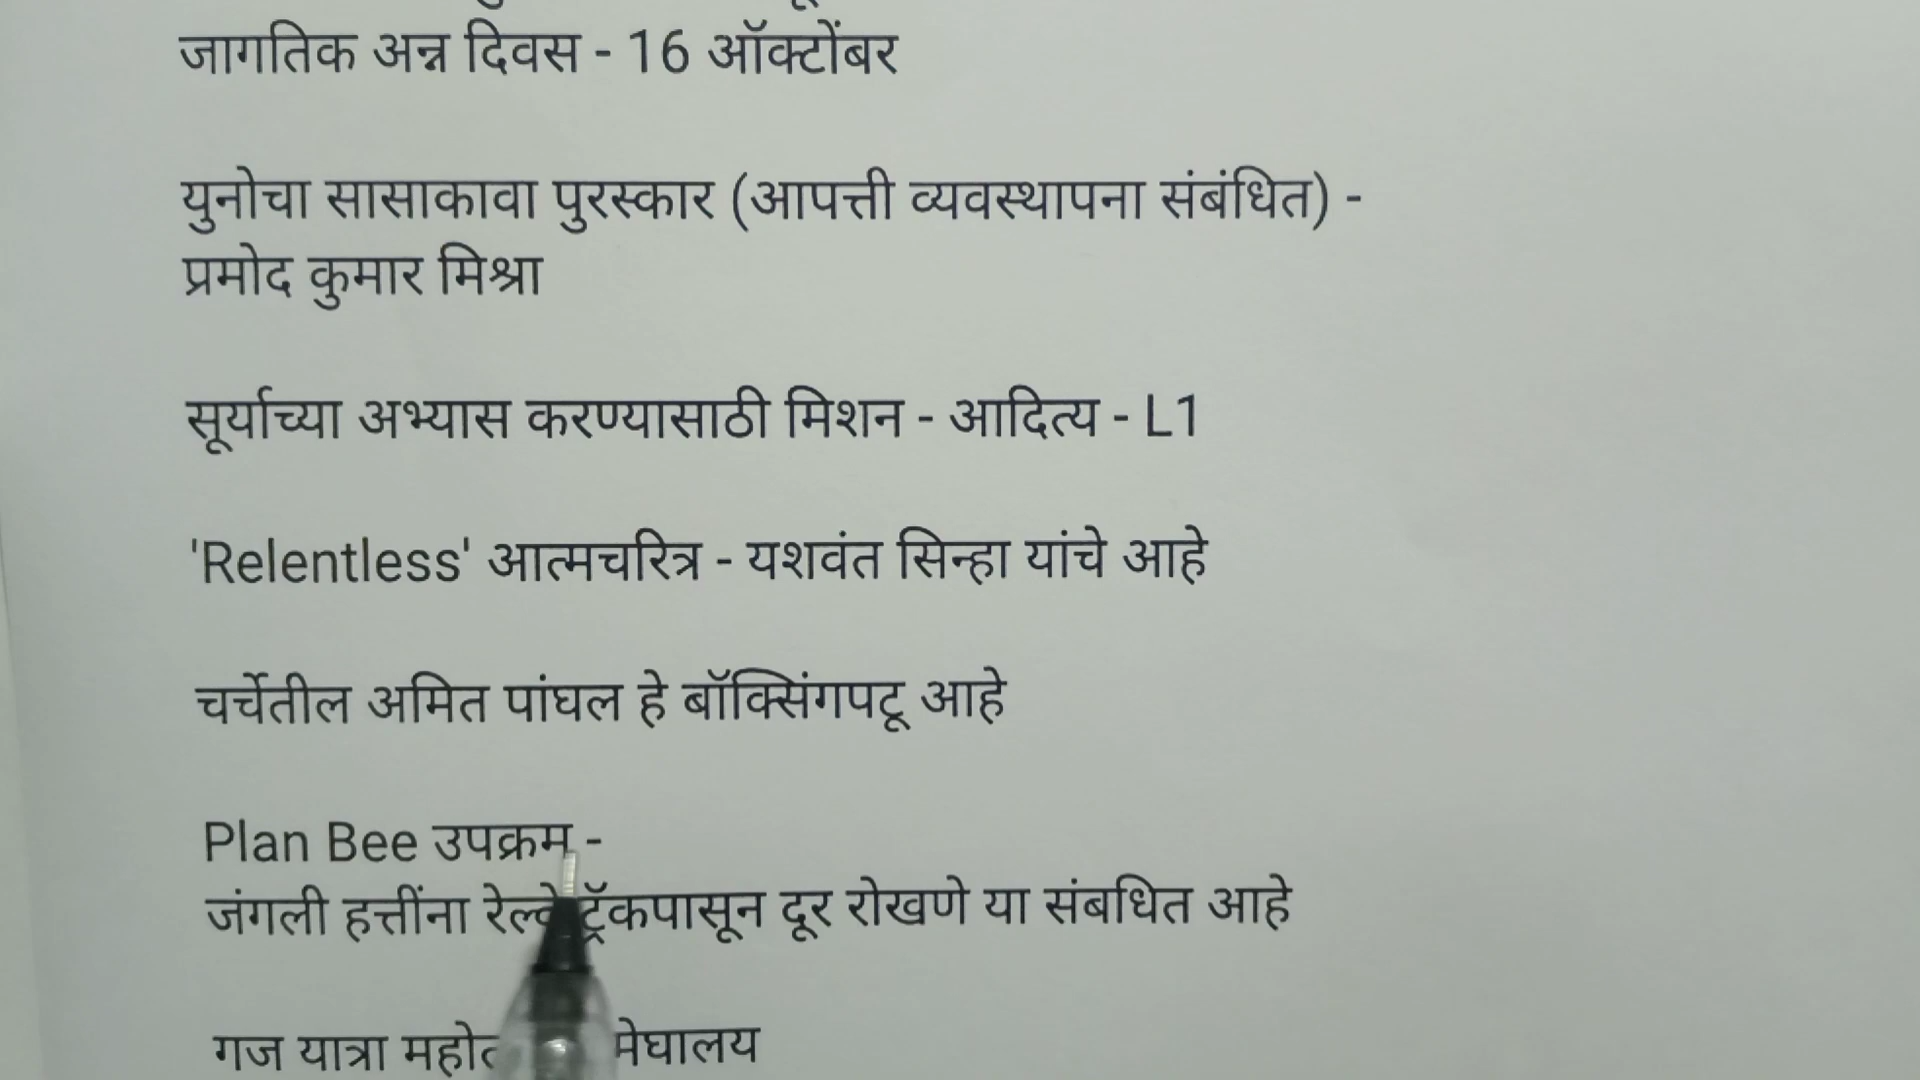 जागतिक अन्न दिवस - 16 ऑक्टोंबर
युनोचा सासाकावा पुरस्कार (आपत्ती व्यवस्थापना संबंधित) -
प्रमोद कुमार मिश्रा
सूर्याच्या अभ्यास करण्यासाठी मिशन - आदित्य - L1
'Relentless' आत्मचरित्र - यशवंत सिन्हा यांचे आहे
चर्चेतील अमित पांघल हे बॉक्सिंगपटू आहे
Plan Bee उपक्रम -
जंगली हत्तींना रेल्वे ट्रॅकपासून दूर रोखणे या संबधित आहे
गज यात्रा मेघालय